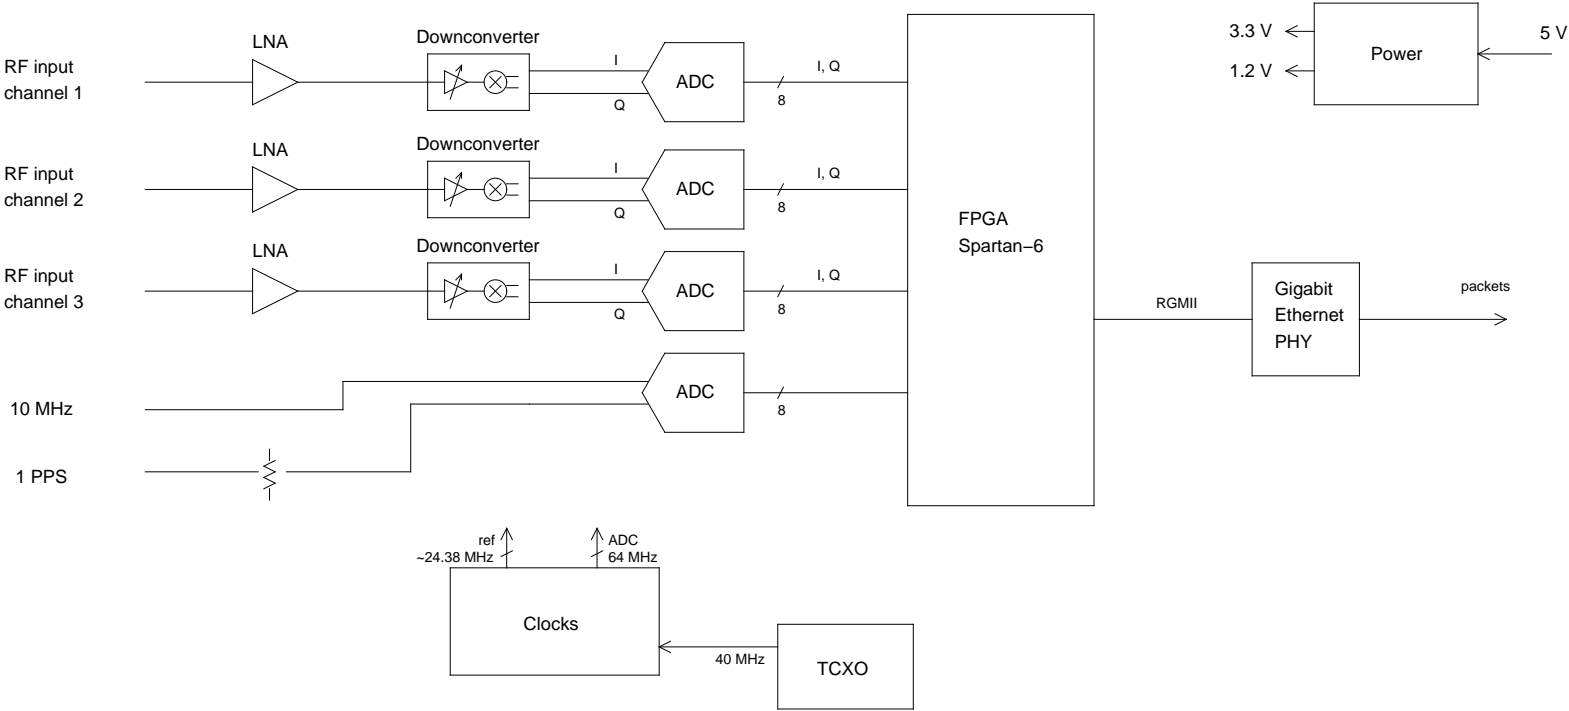 RF input
channel 1
LNA
Downconverter
I
Q
ADC
I, Q
8
RF input
channel 2
LNA
Downconverter
I
Q
ADC
I, Q
8
RF input
channel 3
LNA
Downconverter
I
Q
ADC
I, Q
8
10 MHz
1 PPS
ADC
8
FPGA
Spartan−6
RGMII
Gigabit
Ethernet
PHY
packets
3.3 V
1.2 V
Power
5 V
ref
~24.38 MHz
ADC
64 MHz
Clocks
40 MHz
TCXO